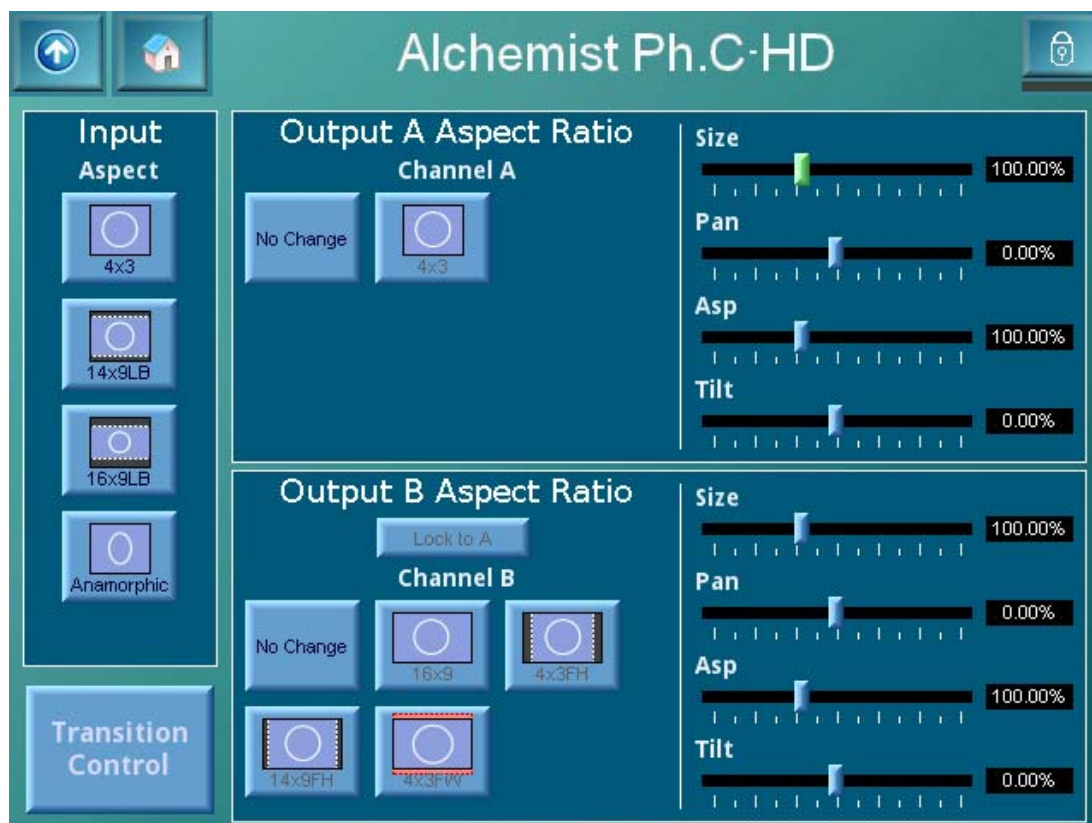 Alchemist Ph.C-HD
Input
Aspect
4x3
14x9LB
16x9LB
Anamorphic
Transition
Control
Output A Aspect Ratio
Channel A
No Change
4x3
Size
100.00%
Pan
0.00%
Asp
100.00%
Tilt
0.00%
Output B Aspect Ratio
Lock to A
Channel B
No Change
16x9
4x3FH
14x9FH
4x3FW
Size
100.00%
Pan
0.00%
Asp
100.00%
Tilt
0.00%